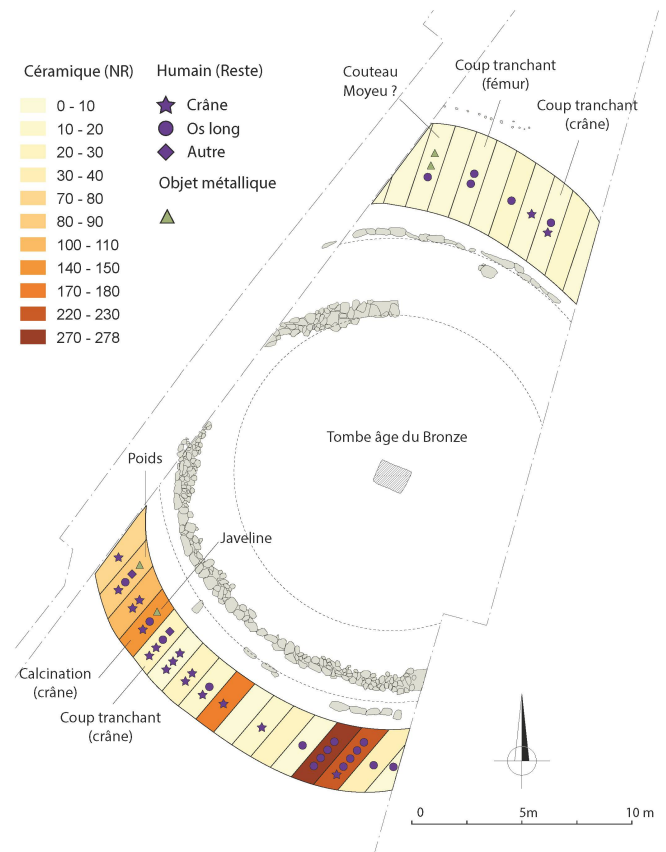 Céramique (NR)
0 - 10
10 - 20
20 - 30
30 - 40
70 - 80
80 - 90
100 - 110
140 - 150
170 - 180
220 - 230
270 - 278
Humain (Reste)
Crâne
Os long
Autre
Objet métallique
Couteau
Moyeu ?
Coup tranchant
(fémur)
Coup tranchant
(crâne)
Tombe âge du Bronze
Poids
Javeline
Calcination
(crâne)
Coup tranchant
(crâne)
0
5m
10 m